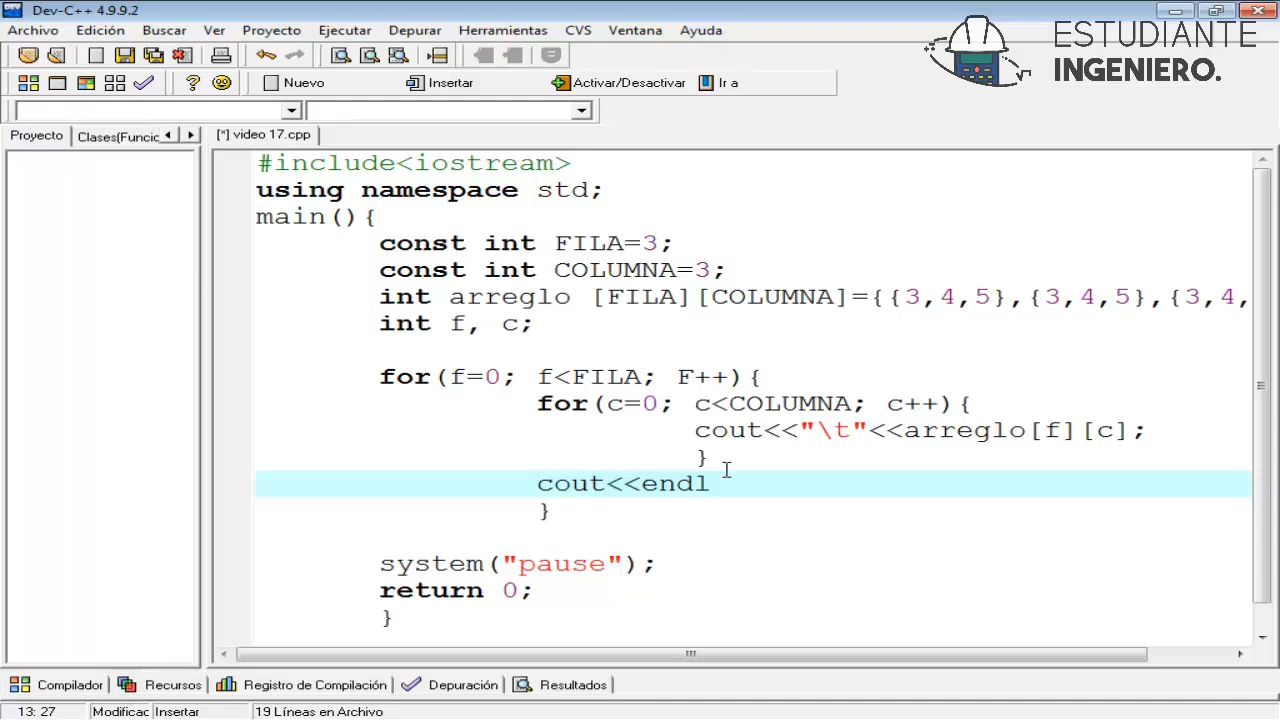 Dev-C++ 4.9.9.2
Archivo Edición Buscar Ver Proyecto Ejecutar Depurar Herramientas CVS Ventana Ayuda
ESTUDIANTE
INGENIERO.
Nuevo Insertar Activar/Desactivar Ir a
Proyecto Clases(Funcic [*] video 17.cpp
#include<iostream>
using namespace std;
main(){
const int FILA=3;
const int COLUMNA=3;
int arreglo [FILA][COLUMNA]={{3,4,5},{3,4,5},{3,4,
int f, c;
for(f=0; f<FILA; F++){
for(c=0; c<COLUMNA; c++){
cout<<"\t"<<arreglo[f][c];
}
cout<<endl
}
system("pause");
return 0;
}
Compilador Recursos Registro de Compilación Depuración Resultados
13: 27 Modificac Insertar 19 Líneas en Archivo